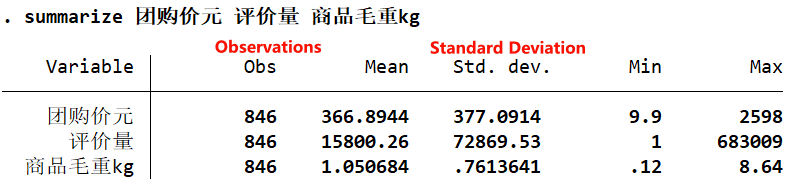 . summarize 团购价元 评价量 商品毛重kg
Observations Standard Deviation
Variable Obs Mean Std. dev. Min Max
团购价元 846 366.8944 377.0914 9.9 2598
评价量 846 15800.26 72869.53 1 683009
商品毛重kg 846 1.050684 .7613641 .12 8.64